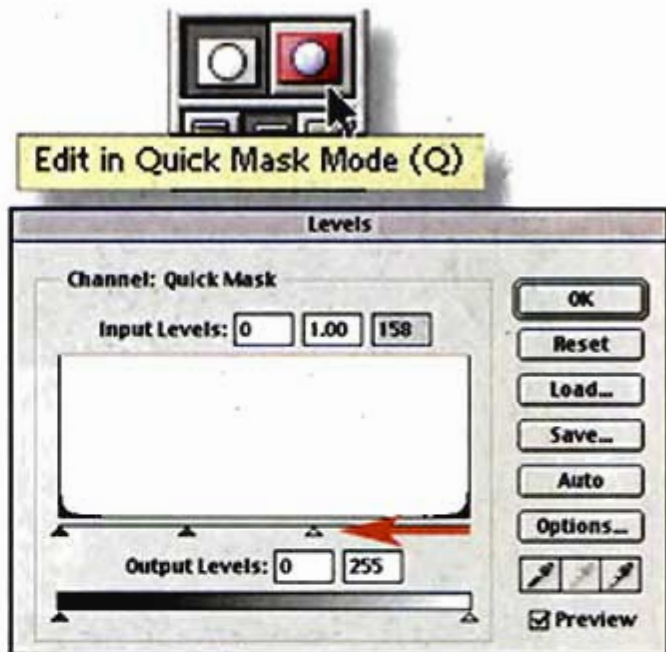 Edit in Quick Mask Mode (Q)
Levels
Channel: Quick Mask
Input Levels: 0 1.00 158
Output Levels: 0 255
OK
Reset
Load...
Save...
Auto
Options...
Preview